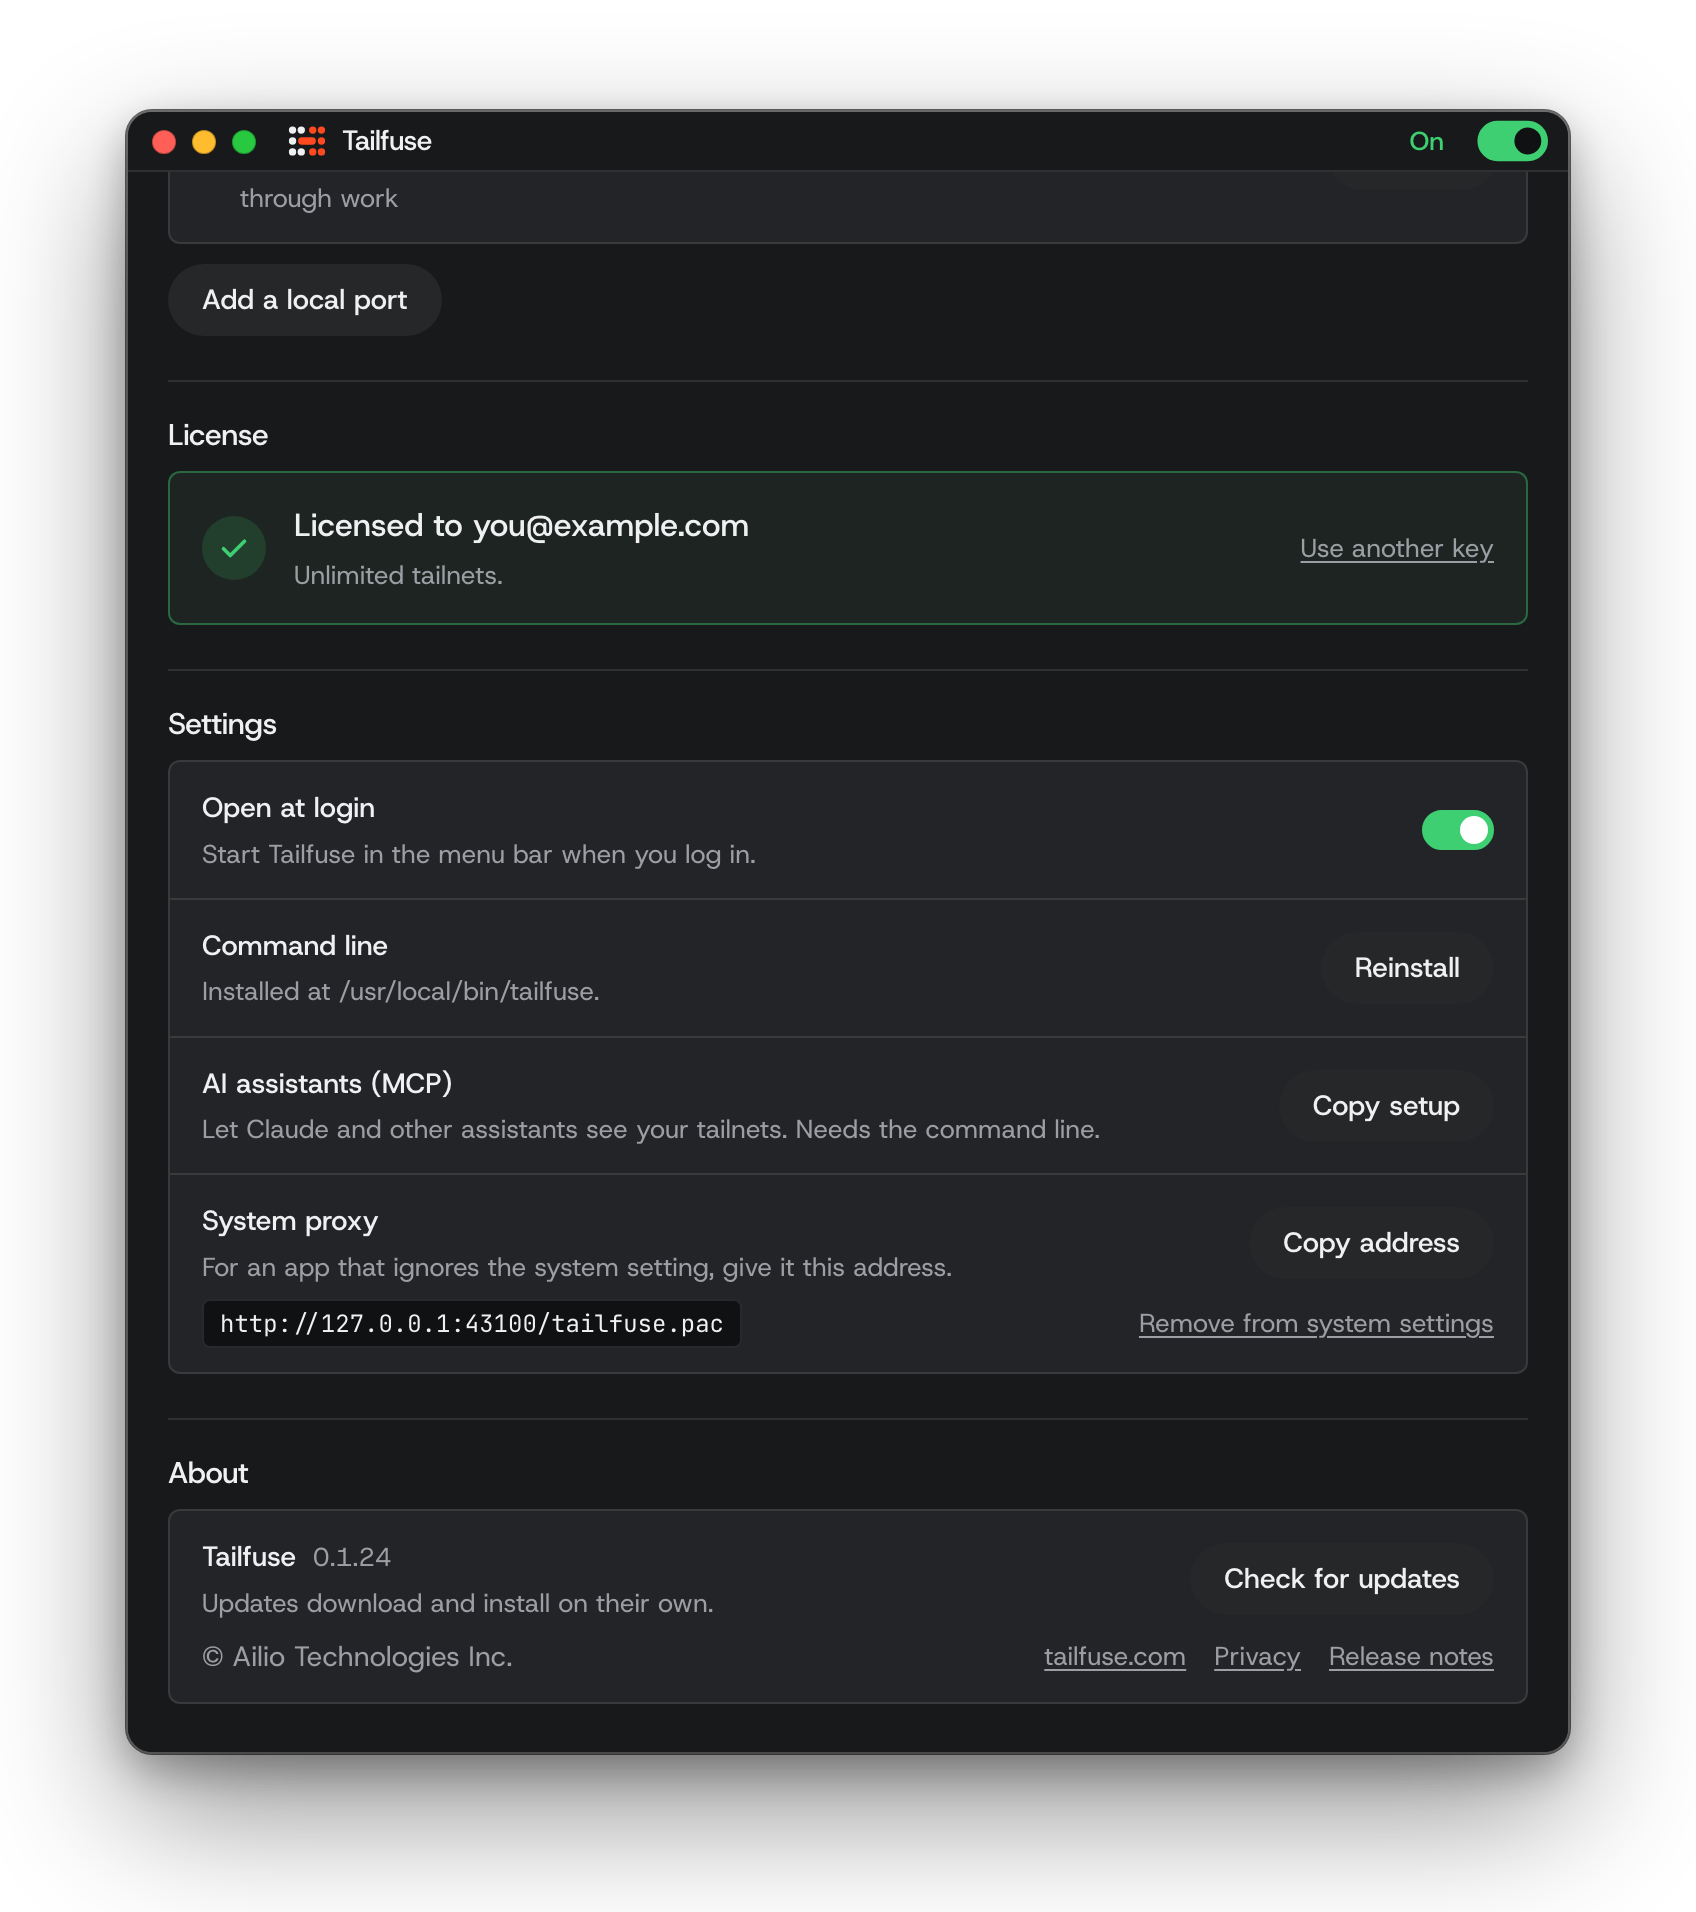 Tailfuse
On
through work
Add a local port
License
Licensed to you@example.com
Unlimited tailnets.
Use another key
Settings
Open at login
Start Tailfuse in the menu bar when you log in.
Command line
Installed at /usr/local/bin/tailfuse.
Reinstall
AI assistants (MCP)
Let Claude and other assistants see your tailnets. Needs the command line.
Copy setup
System proxy
For an app that ignores the system setting, give it this address.
Copy address
http://127.0.0.1:43100/tailfuse.pac
Remove from system settings
About
Tailfuse 0.1.24
Updates download and install on their own.
Check for updates
© Ailio Technologies Inc.
tailfuse.com Privacy Release notes